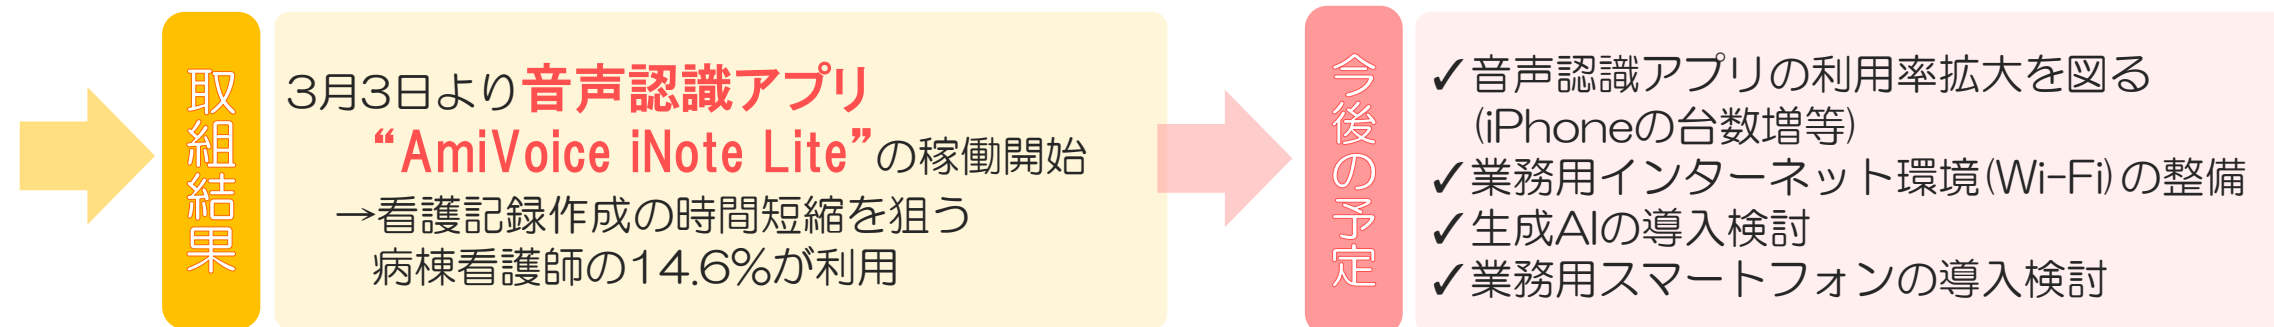 取組結果
3月3日より音声認識アプリ
“AmiVoice iNote Lite”の稼働開始
→看護記録作成の時間短縮を狙う
病棟看護師の14.6%が利用
今後の予定
✓音声認識アプリの利用率拡大を図る
(iPhoneの台数増等)
✓業務用インターネット環境(Wi-Fi)の整備
✓生成AIの導入検討
✓業務用スマートフォンの導入検討